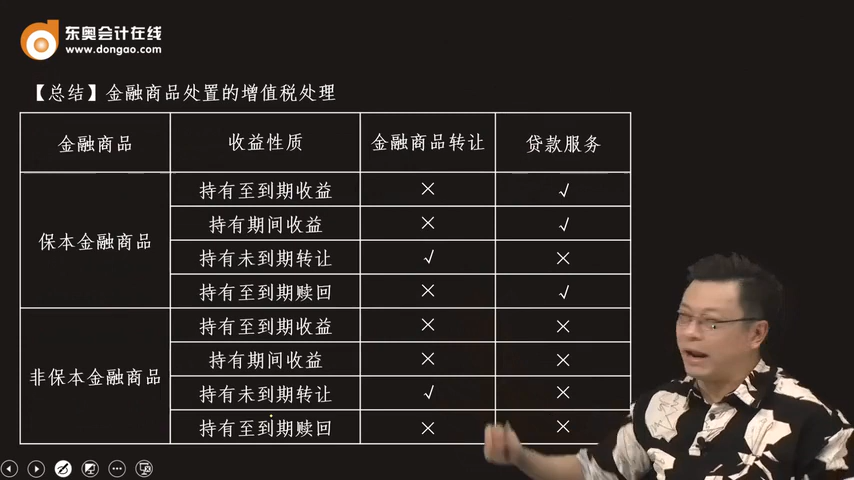 东奥会计在线
www.dongao.com
【总结】金融商品处置的增值税处理
金融商品 收益性质 金融商品转让 贷款服务
保本金融商品
持有至到期收益 × √
持有期间收益 × √
持有未到期转让 √ ×
持有至到期赎回 × √
非保本金融商品
持有至到期收益 × ×
持有期间收益 × ×
持有未到期转让 √ ×
持有至到期赎回 × ×